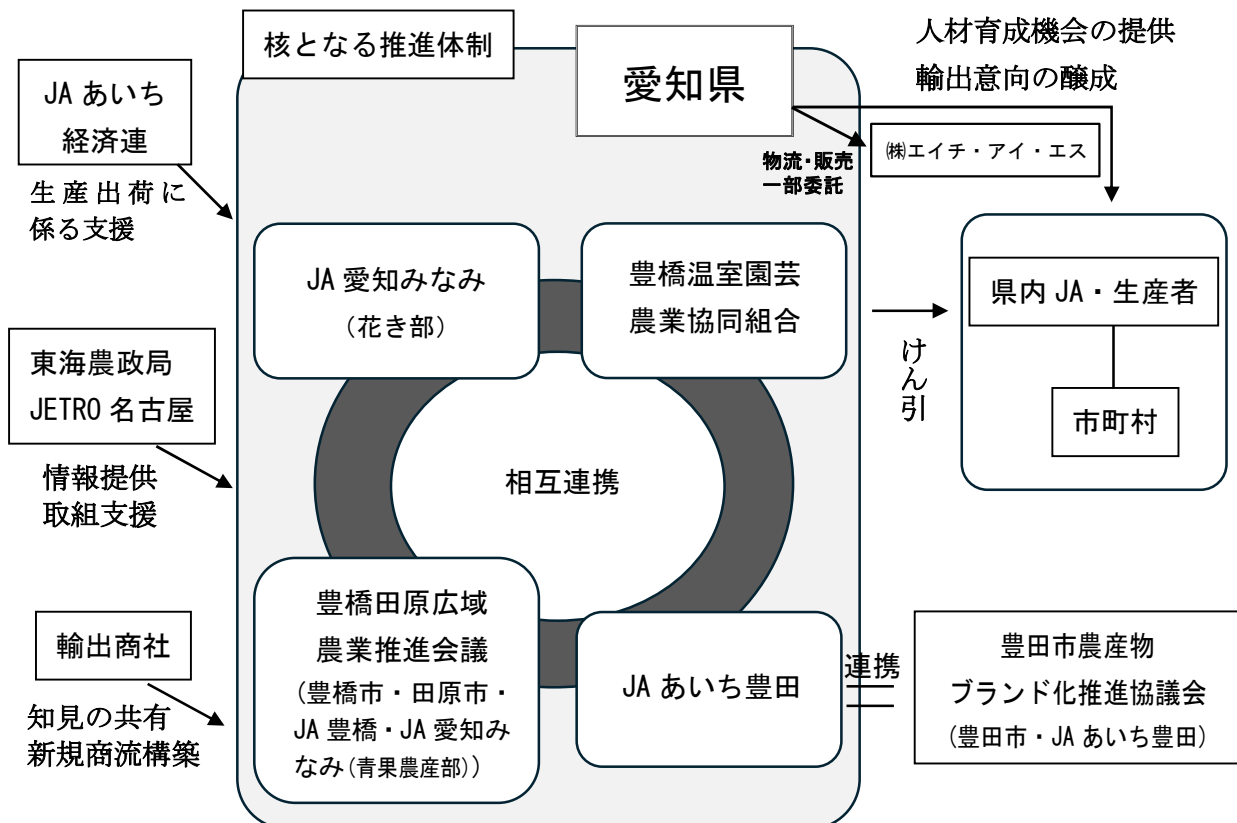 核となる推進体制
愛知県
人材育成機会の提供
輸出意向の醸成
JA あいち
経済連
生産出荷に
係る支援
物流・販売
一部委託
㈱エイチ・アイ・エス
JA 愛知みなみ
(花き部)
豊橋温室園芸
農業協同組合
県内 JA・生産者
市町村
けん引
東海農政局
JETRO 名古屋
情報提供
取組支援
相互連携
輸出商社
知見の共有
新規商流構築
豊橋田原広域
農業推進会議
(豊橋市・田原市・
JA 豊橋・JA 愛知み
なみ(青果農産部))
JA あいち豊田
連携
豊田市農産物
ブランド化推進協議会
(豊田市・JA あいち豊田)